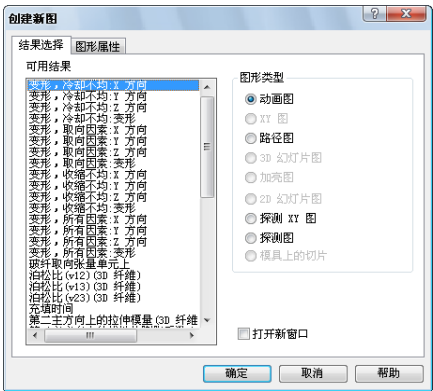 创建新图
结果选择 图形属性
可用结果
变形，冷却不均:X 方向
变形，冷却不均:Y 方向
变形，冷却不均:Z 方向
变形，冷却不均:变形
变形，取向因素:X 方向
变形，取向因素:Y 方向
变形，取向因素:Z 方向
变形，取向因素:变形
变形，收缩不均:X 方向
变形，收缩不均:Y 方向
变形，收缩不均:Z 方向
变形，收缩不均:变形
变形，所有因素:X 方向
变形，所有因素:Y 方向
变形，所有因素:Z 方向
变形，所有因素:变形
玻纤取向张量单元上
泊松比(v12)(3D 纤维)
泊松比(v13)(3D 纤维)
泊松比(v23)(3D 纤维)
充填时间
第二主方向上的拉伸模量(3D 纤维
图形类型
动画图
XY 图
路径图
3D 幻灯片图
加亮图
2D 幻灯片图
探测 XY 图
探测图
模具上的切片
打开新窗口
确定 取消 帮助